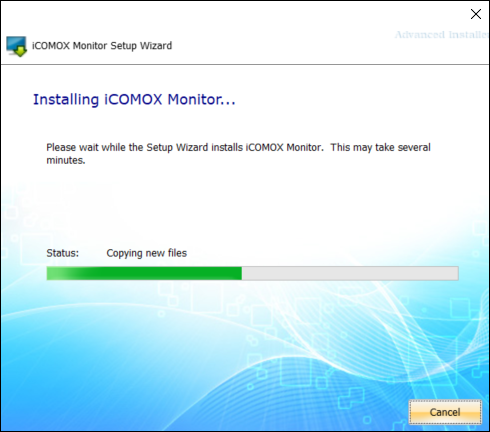 iCOMOX Monitor Setup Wizard
Advanced Installer
Installing iCOMOX Monitor...
Please wait while the Setup Wizard installs iCOMOX Monitor. This may take several
minutes.
Status: Copying new files
Cancel